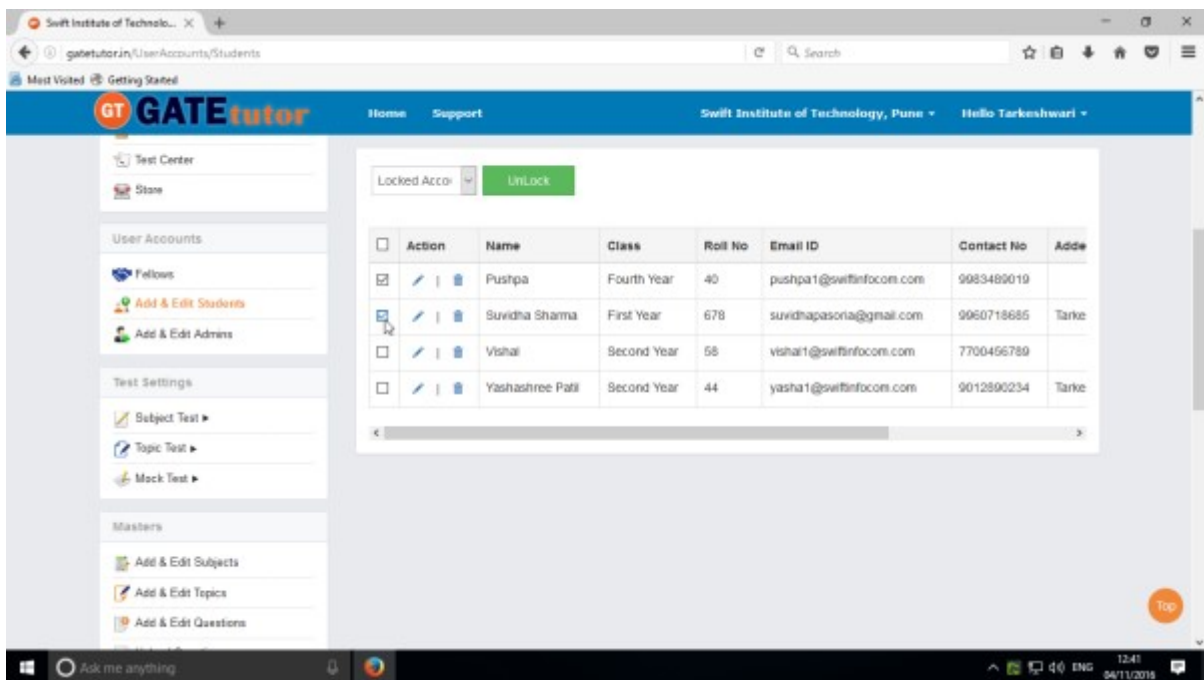 Swift Institute of Technolo...
gatetutor.in/UserAccounts/Students
Search
Most Visited Getting Started
GT GATEtutor Home Support Swift Institute of Technology, Pune Hello Tarkeshwari
Test Center
Store
Locked Acco UnLock
User Accounts
Fellows
Add & Edit Students
Add & Edit Admins
Action Name Class Roll No Email ID Contact No Adde
| Pushpa Fourth Year 40 pushpa1@swiftinfocom.com 9983489019
| Suvidha Sharma First Year 678 suvidhapasoria@gmail.com 9960718685 Tarke
| Vishal Second Year 58 vishal1@swiftinfocom.com 7700456789
| Yashashree Patil Second Year 44 yasha1@swiftinfocom.com 9012890234 Tarke
Test Settings
Subject Test ▸
Topic Test ▸
Mock Test ▸
Masters
Add & Edit Subjects
Add & Edit Topics
Add & Edit Questions
Top
Ask me anything
ENG 12:41
04/11/2016